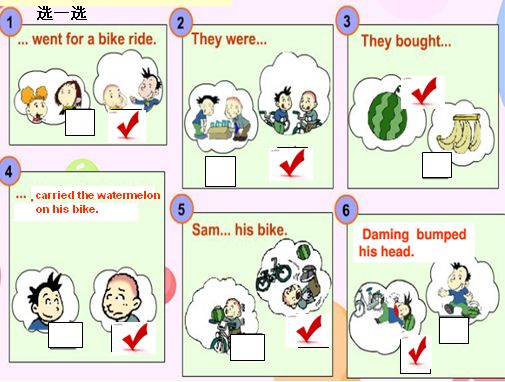 选一选
1
... went for a bike ride.
2
They were...
3
They bought...
4
... , carried the watermelon
on his bike.
5
Sam... his bike.
6
Daming bumped
his head.